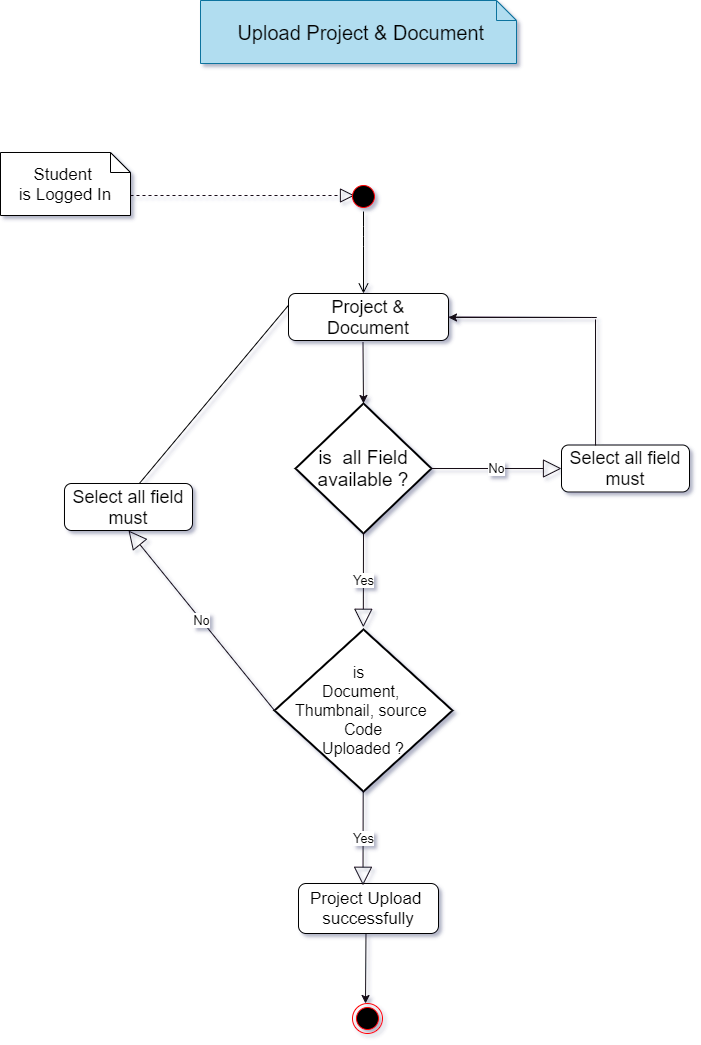 Upload Project & Document
Student
is Logged In
Project &
Document
is all Field
available ?
No
Select all field
must
Select all field
must
Yes
No
is
Document,
Thumbnail, source
Code
Uploaded ?
Yes
Project Upload
successfully